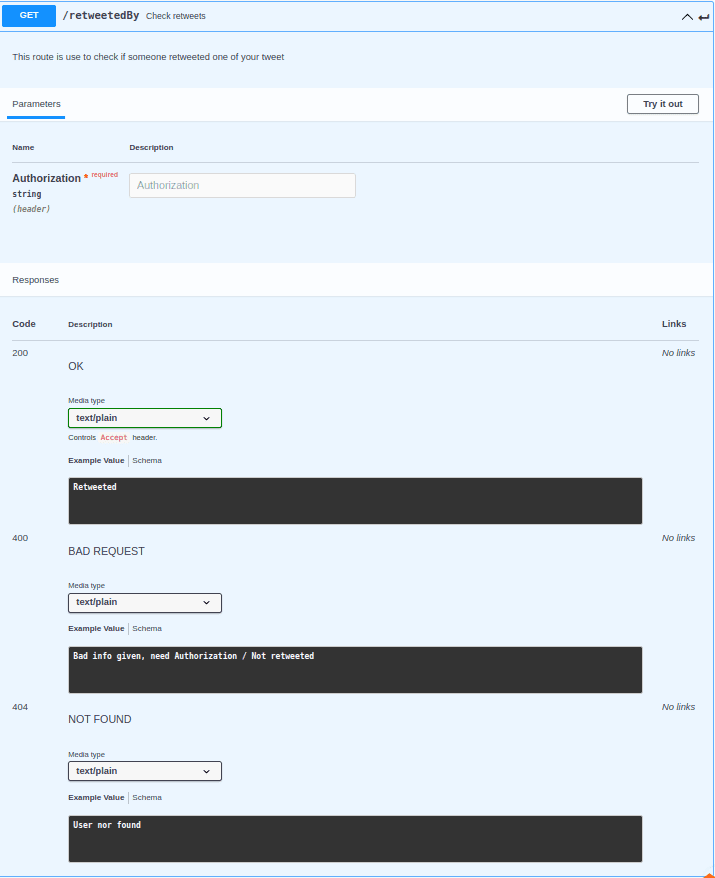 GET /retweetedBy Check retweets
This route is use to check if someone retweeted one of your tweet
Parameters Try it out
Name Description
Authorization * required Authorization
string
(header)
Responses
Code Description Links
200 No links
OK
Media type
text/plain
Controls Accept header.
Example Value Schema
Retweeted
400 No links
BAD REQUEST
Media type
text/plain
Example Value Schema
Bad info given, need Authorization / Not retweeted
404 No links
NOT FOUND
Media type
text/plain
Example Value Schema
User nor found